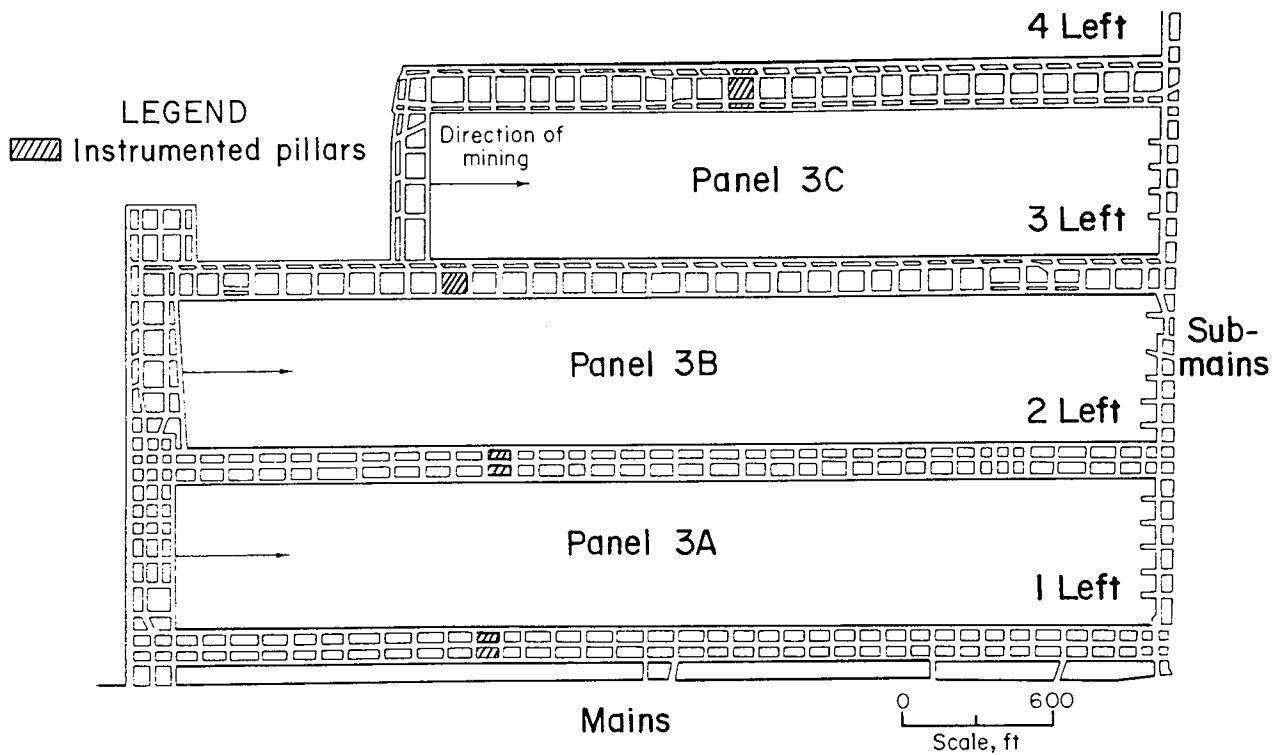 4 Left
LEGEND
Instrumented pillars
Direction of
mining
Panel 3C
3 Left
Sub-
mains
Panel 3B
2 Left
Panel 3A
1 Left
Mains
0 600
Scale, ft